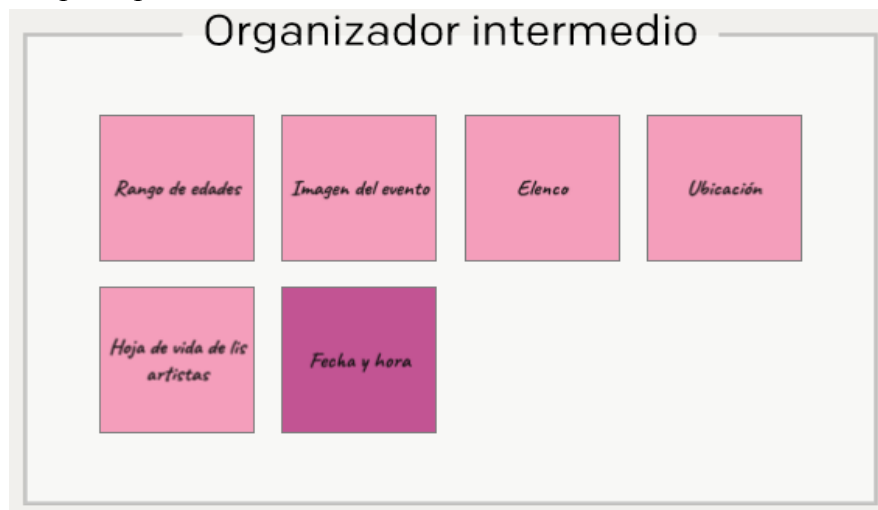 Organizador intermedio
Rango de edades
Imagen del evento
Elenco
Ubicación
Hoja de vida de lis
artistas
Fecha y hora